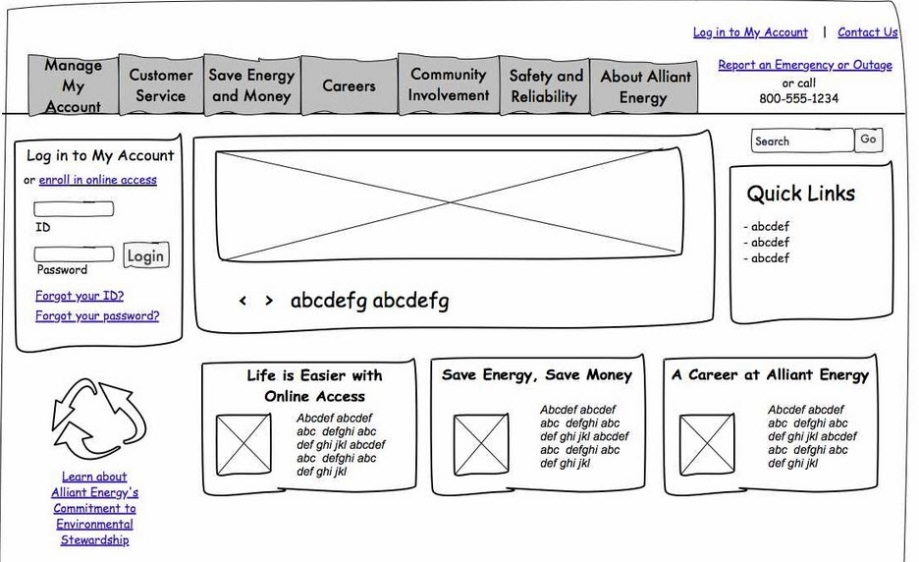 Log in to My Account | Contact Us
Report an Emergency or Outage
or call
800-555-1234
Manage
My
Account
Customer
Service
Save Energy
and Money
Careers
Community
Involvement
Safety and
Reliability
About Alliant
Energy
Search
Go
Log in to My Account
or enroll in online access
ID
Password
Login
Forgot your ID?
Forgot your password?
< > abcdefg abcdefg
Quick Links
- abcdef
- abcdef
- abcdef
Life is Easier with
Online Access
Abcdef abcdef
abc defghi abc
def ghi jkl abcdef
abc defghi abc
def ghi jkl
Save Energy, Save Money
Abcdef abcdef
abc defghi abc
def ghi jkl abcdef
abc defghi abc
def ghi jkl
A Career at Alliant Energy
Abcdef abcdef
abc defghi abc
def ghi jkl abcdef
abc defghi abc
def ghi jkl
Learn about
Alliant Energy's
Commitment to
Environmental
Stewardship